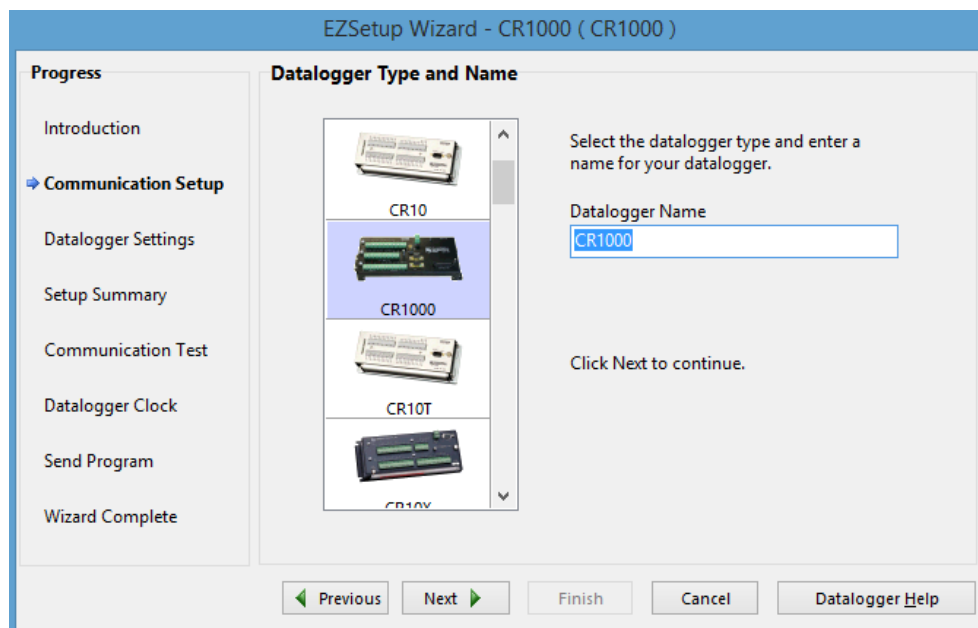 EZSetup Wizard - CR1000 ( CR1000 )
Progress
Introduction
Communication Setup
Datalogger Settings
Setup Summary
Communication Test
Datalogger Clock
Send Program
Wizard Complete
Datalogger Type and Name
CR10
CR1000
CR10T
CR10X
Select the datalogger type and enter a
name for your datalogger.
Datalogger Name
CR1000
Click Next to continue.
Previous
Next
Finish
Cancel
Datalogger Help